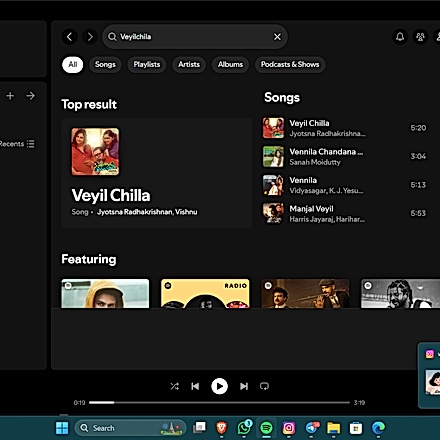 Veyilchila
All
Songs
Playlists
Artists
Albums
Podcasts & Shows
Recents
Top result
Veyil Chilla
Song • Jyotsna Radhakrishnan, Vishnu
Songs
Veyil Chilla
Jyotsna Radhakrishna...
5:20
Vennila Chandana ...
Sanah Moidutty
3:04
Vennila
Vidyasagar, K. J. Yesu...
5:13
Manjal Veyil
Harris Jayaraj, Harihar...
5:53
Featuring
RADIO
0:19
3:19
Search